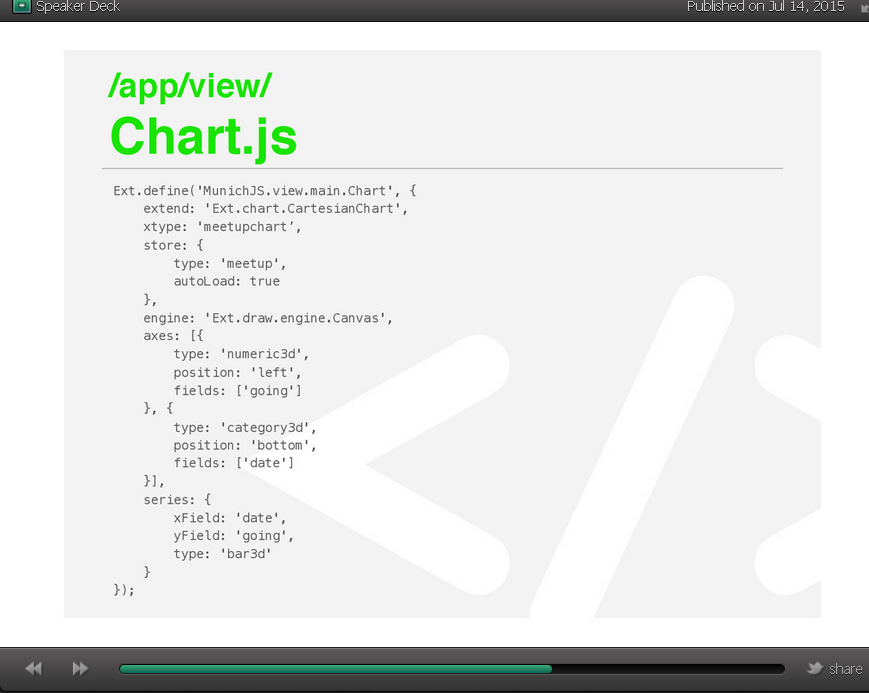 Speaker Deck
Published on Jul 14, 2015
/app/view/
Chart.js
Ext.define('MunichJS.view.main.Chart', {
    extend: 'Ext.chart.CartesianChart',
    xtype: 'meetupchart’,
    store: {
        type: 'meetup',
        autoLoad: true
    },
    engine: 'Ext.draw.engine.Canvas',
    axes: [{
        type: 'numeric3d',
        position: 'left',
        fields: ['going']
    }, {
        type: 'category3d',
        position: 'bottom',
        fields: ['date']
    }],
    series: {
        xField: 'date',
        yField: 'going',
        type: 'bar3d'
    }
});
share